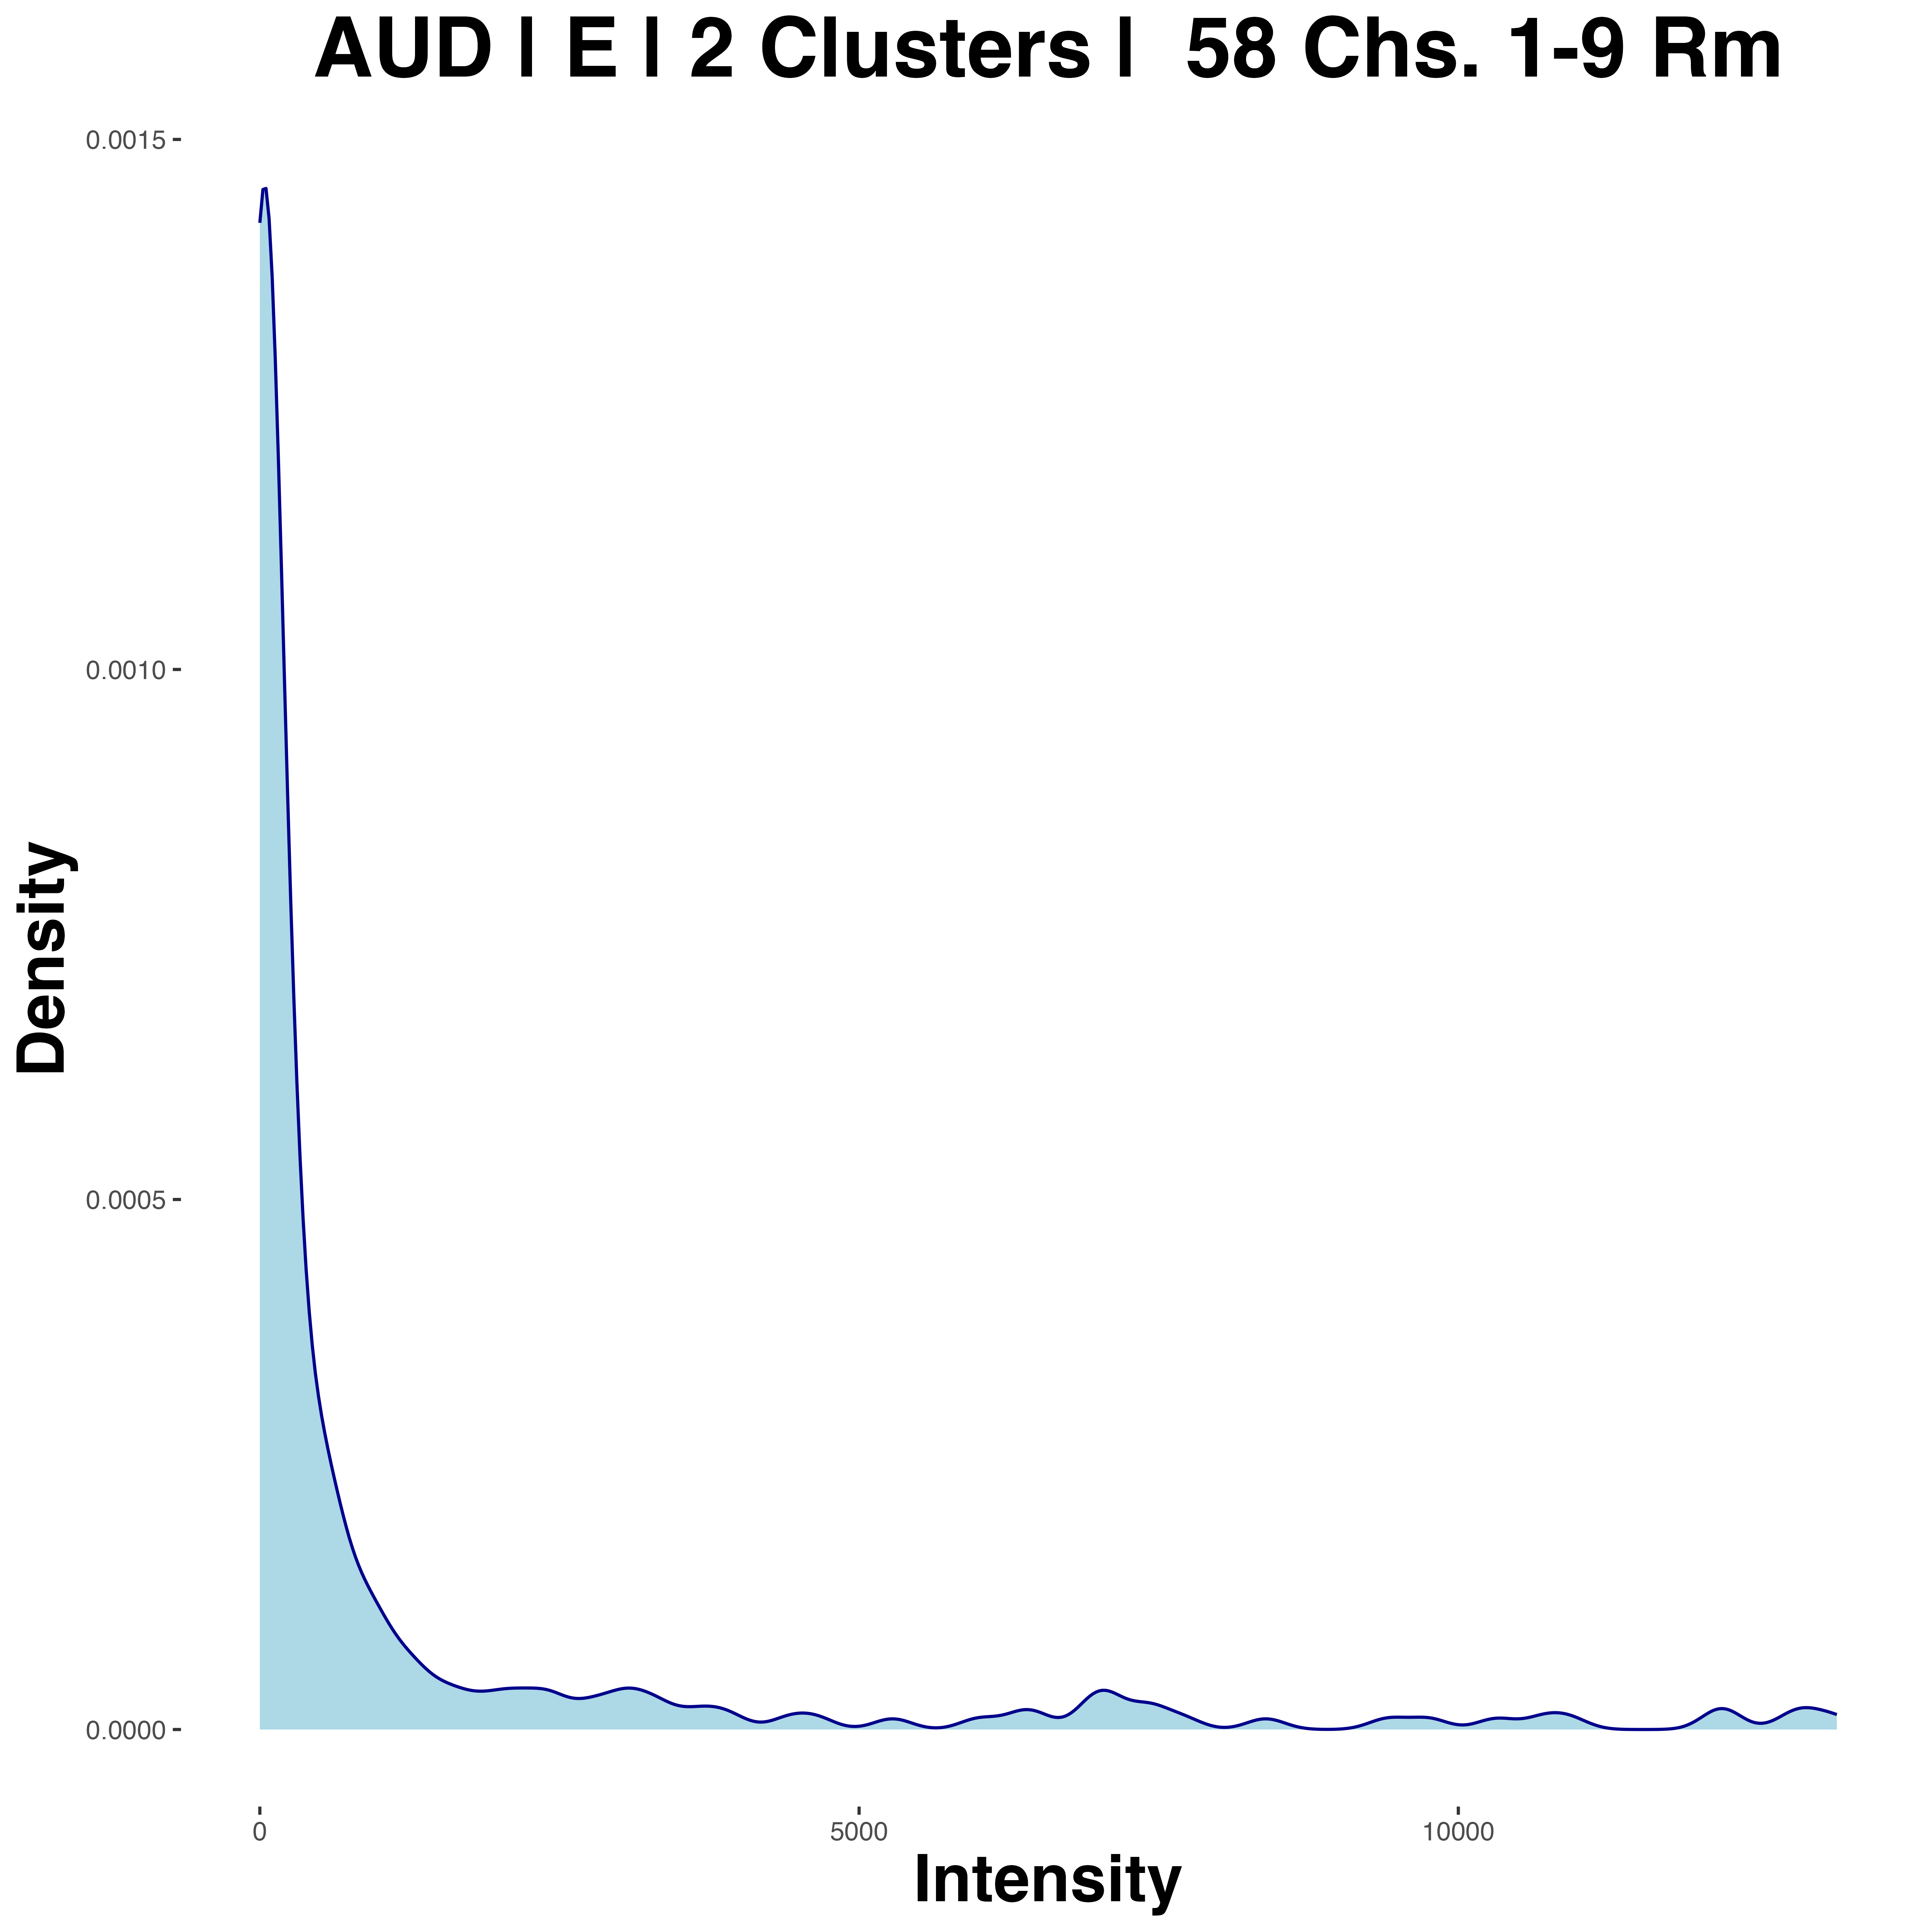 AUD | E | 2 Clusters |  58 Chs. 1-9 Rm
0.0015
0.0010
0.0005
0.0000
Density
0
5000
10000
Intensity